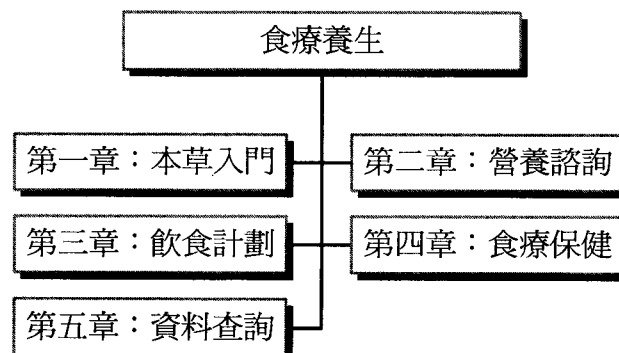 食療養生
第一章：本草入門
第二章：營養諮詢
第三章：飲食計劃
第四章：食療保健
第五章：資料查詢